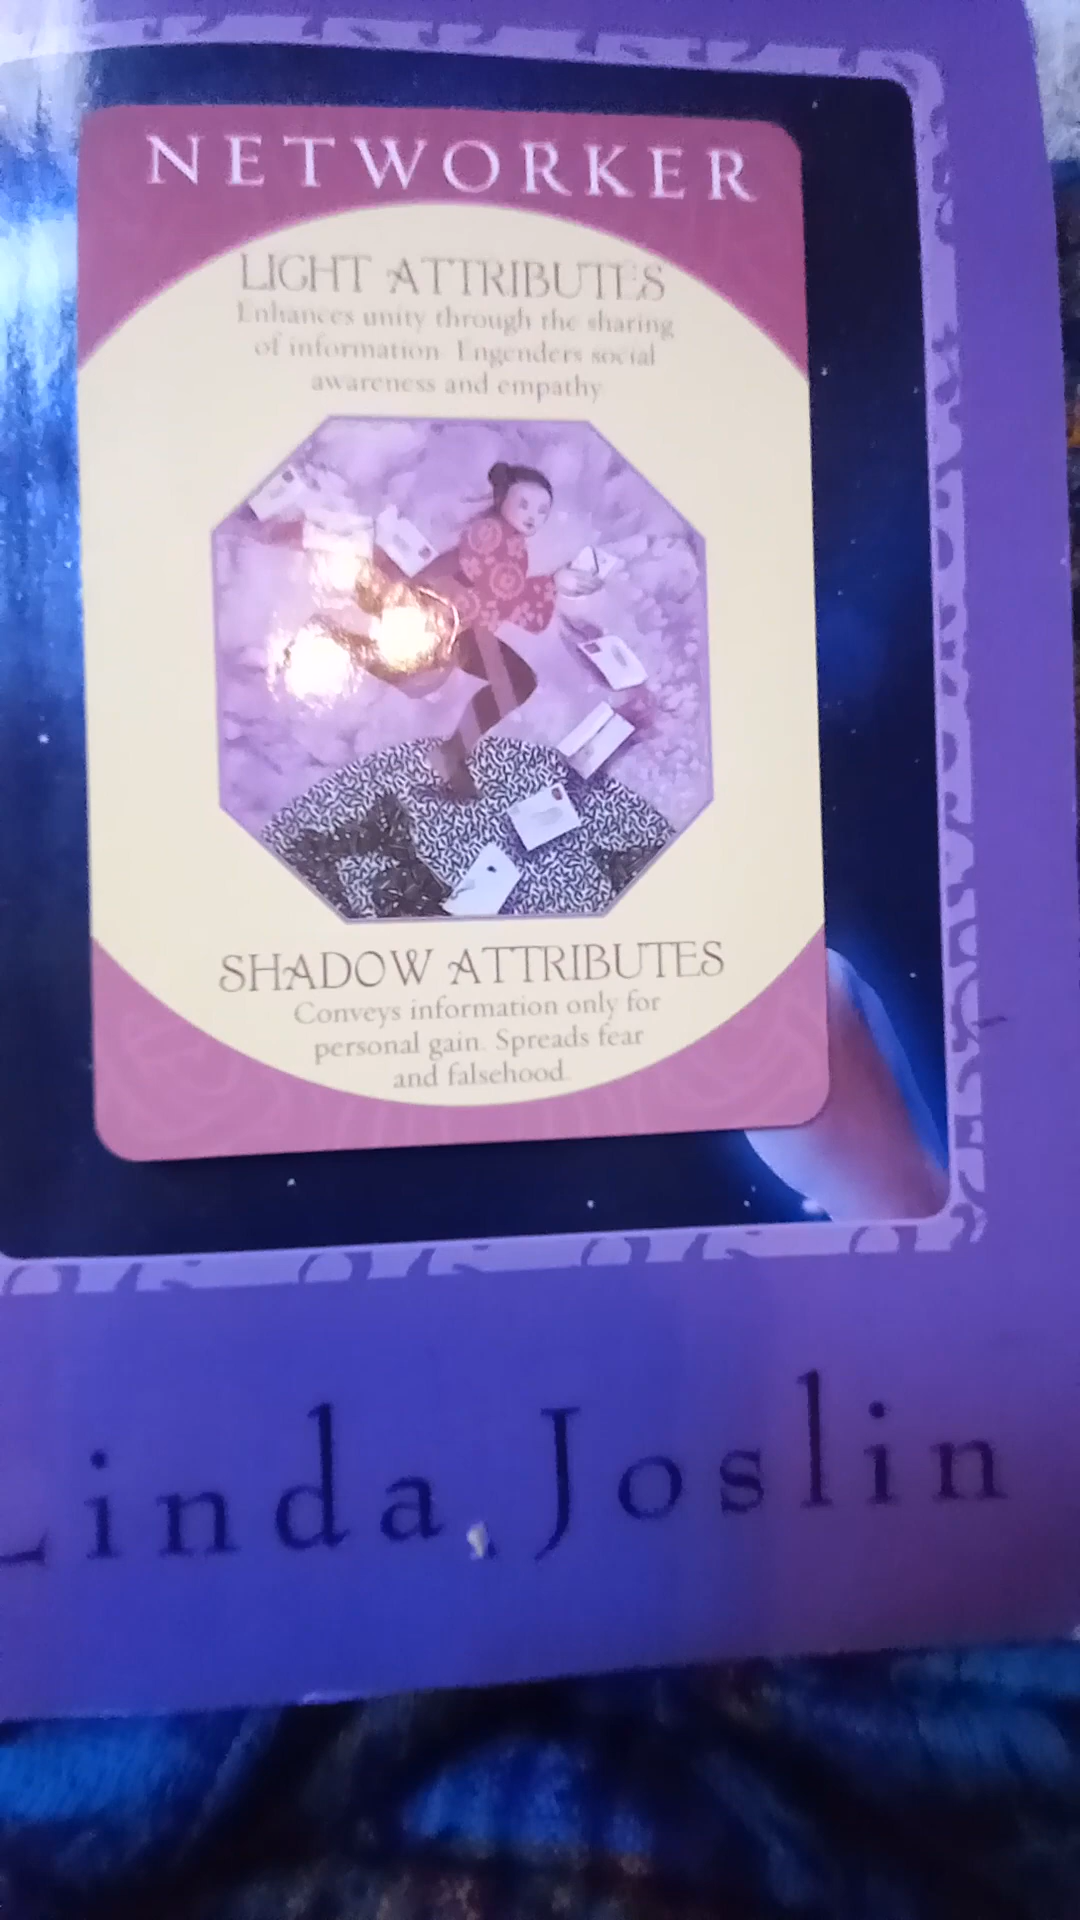 NETWORKER
LIGHT ATTRIBUTES
Enhances unity through the sharing
of information. Engenders social
awareness and empathy
SHADOW ATTRIBUTES
Conveys information only for
personal gain. Spreads fear
and falsehood.
Linda Joslin